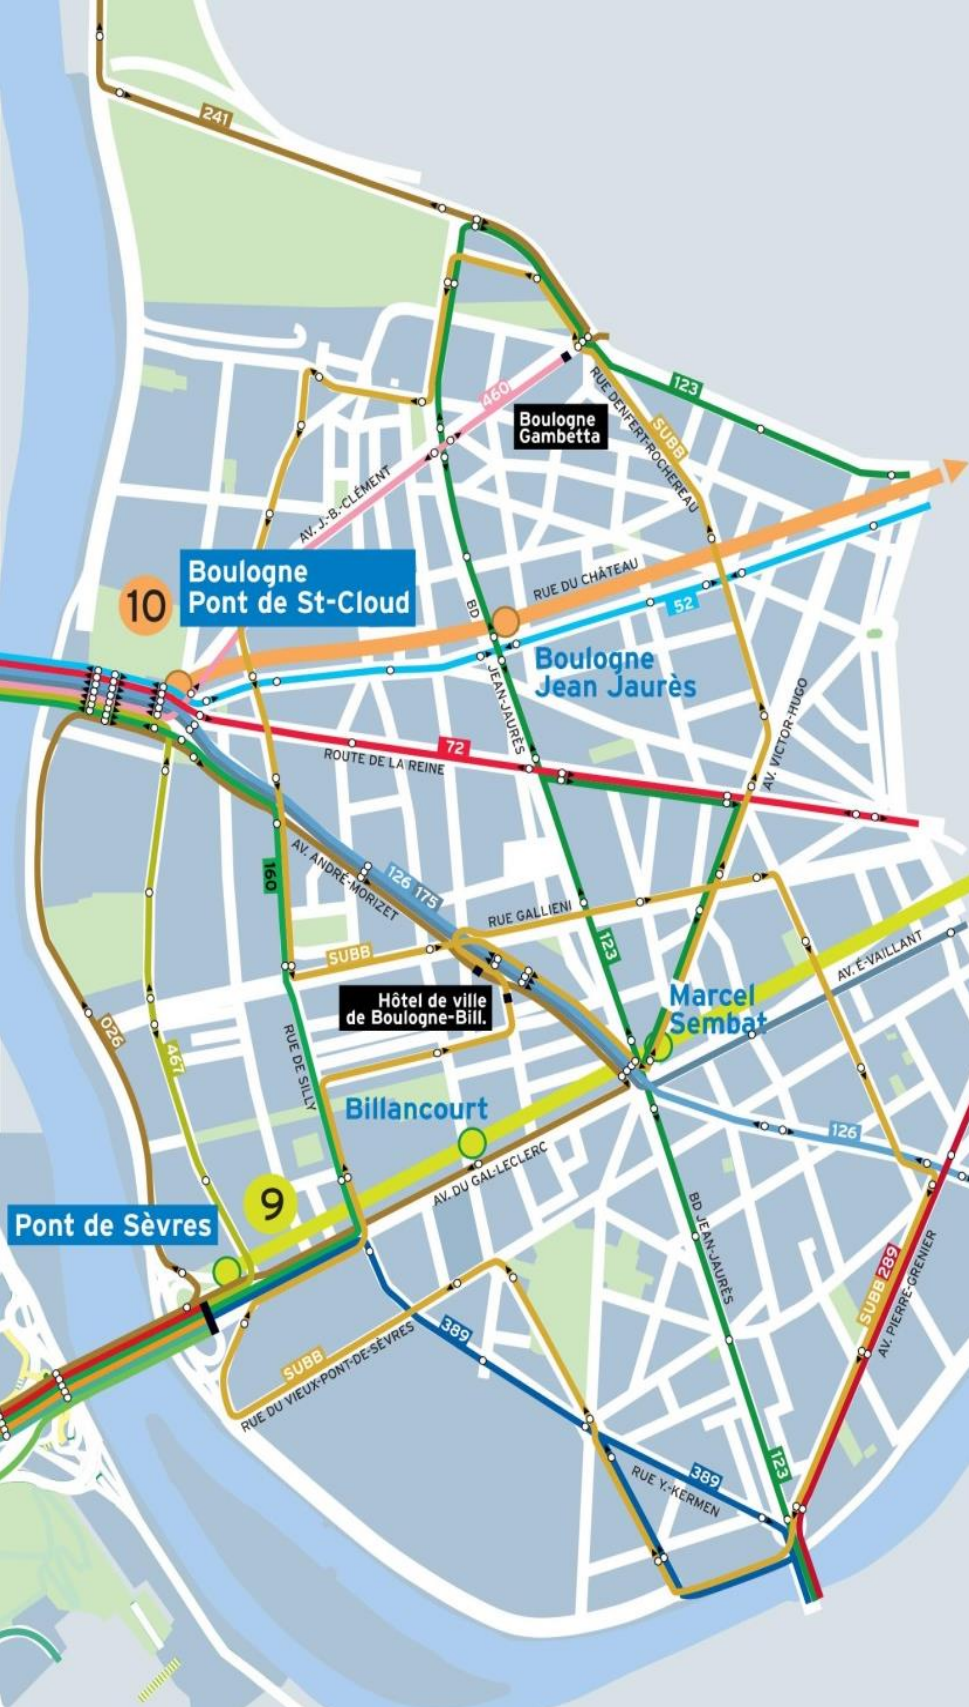 241
123
460
Boulogne
Gambetta
RUE DENFERT-ROCHEREAU
SUBB
AV. J.-B.-CLÉMENT
Boulogne
Pont de St-Cloud
10
RUE DU CHÂTEAU
52
BD
JEAN-JAURÈS
Boulogne
Jean Jaurès
AV. VICTOR-HUGO
72
ROUTE DE LA REINE
160
AV. ANDRÉ-MORIZET
126 175
RUE GALLIENI
SUBB
123
AV. É-VAILLANT
Hôtel de ville
de Boulogne-Bill.
Marcel
Sembat
026
467
RUE DE SILLY
Billancourt
126
AV. DU GAL-LECLERC
9
Pont de Sèvres
BD JEAN-JAURÈS
SUBB 289
AV. PIERRE-GRENIER
389
SUBB
RUE DU VIEUX-PONT-DE-SÈVRES
123
389
RUE Y.-KERMEN